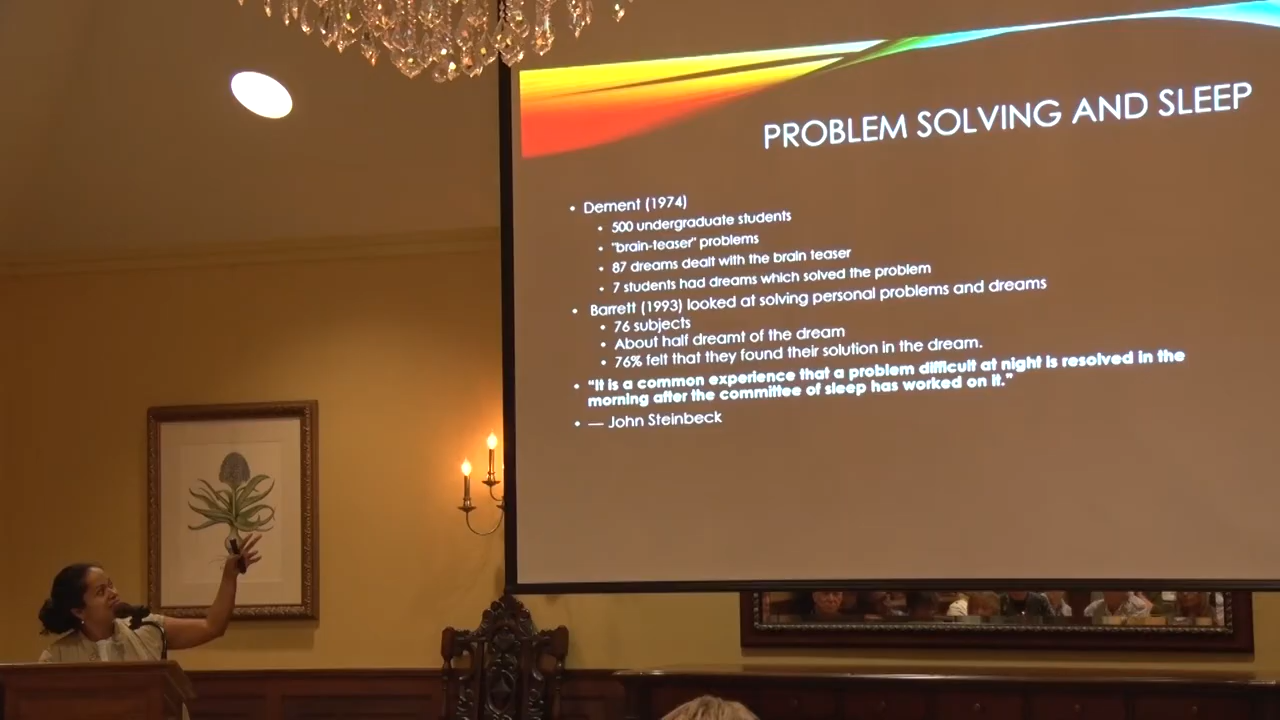 PROBLEM SOLVING AND SLEEP
• Dement (1974)
• 500 undergraduate students
• "brain-teaser" problems
• 87 dreams dealt with the brain teaser
• 7 students had dreams which solved the problem
• Barrett (1993) looked at solving personal problems and dreams
• 76 subjects
• About half dreamt of the dream
• 76% felt that they found their solution in the dream.
• “It is a common experience that a problem difficult at night is resolved in the
morning after the committee of sleep has worked on it.”
• — John Steinbeck